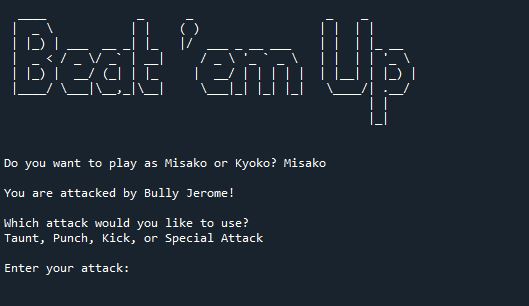 Beat 'em Up
Do you want to play as Misako or Kyoko? Misako
You are attacked by Bully Jerome!
Which attack would you like to use?
Taunt, Punch, Kick, or Special Attack
Enter your attack: